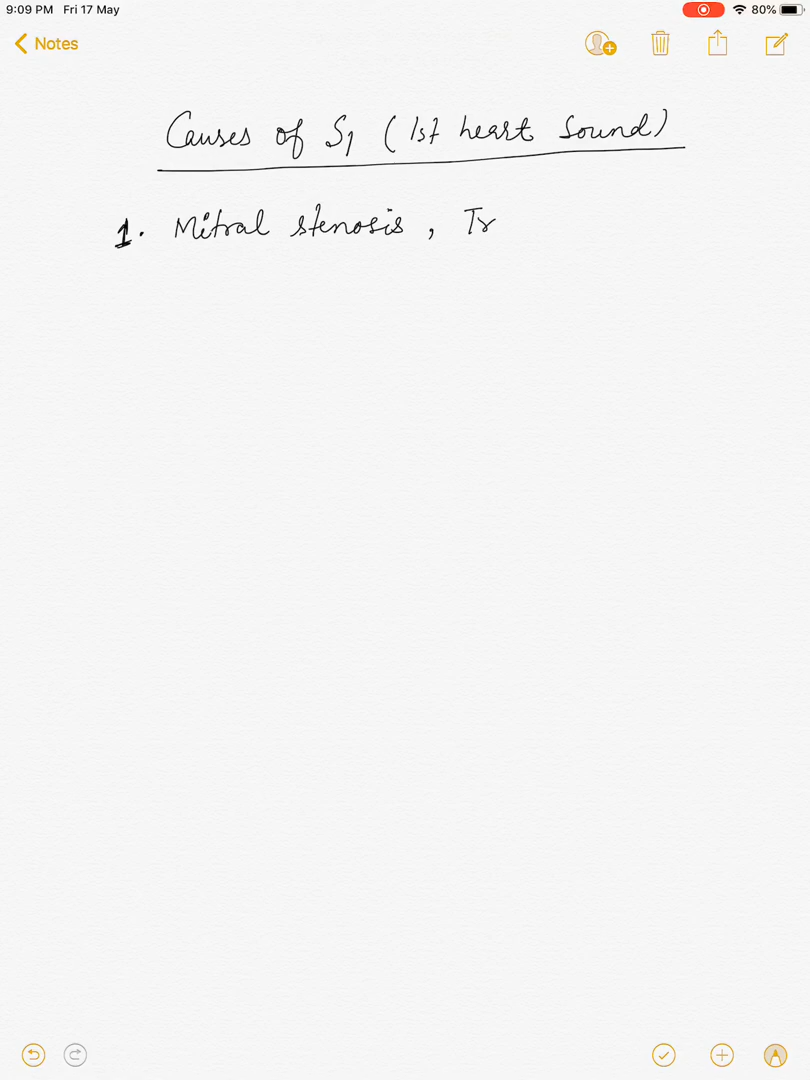 9:09 PM Fri 17 May 80%
Notes
Causes of S1 (1st heart sound)
1. Mitral stenosis, Tr